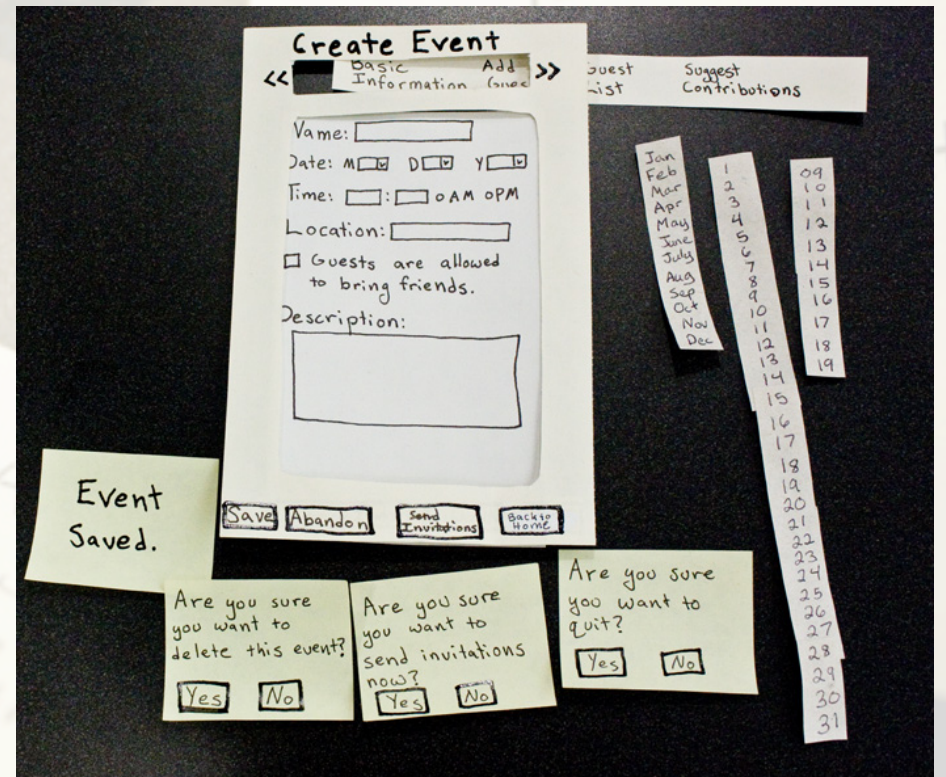 Create Event
<< Basic Add >>
Information
Guest Suggest
List Contributions
Name:
Date: M D Y
Time: : o AM o PM
Location:
Guests are allowed
to bring friends.
Description:
Save Abandon Send Invitations Back to Home
Jan
Feb
Mar
Apr
May
June
July
Aug
Sep
Oct
Nov
Dec
1
2
3
4
5
6
7
8
9
10
11
12
13
14
15
16
17
18
19
20
21
22
23
24
25
26
27
28
29
30
31
09
10
11
12
13
14
15
16
17
18
19
Event
Saved.
Are you sure
you want to
delete this event?
Yes No
Are you sure
you want to
send invitations
now?
Yes No
Are you sure
you want to
quit?
Yes No